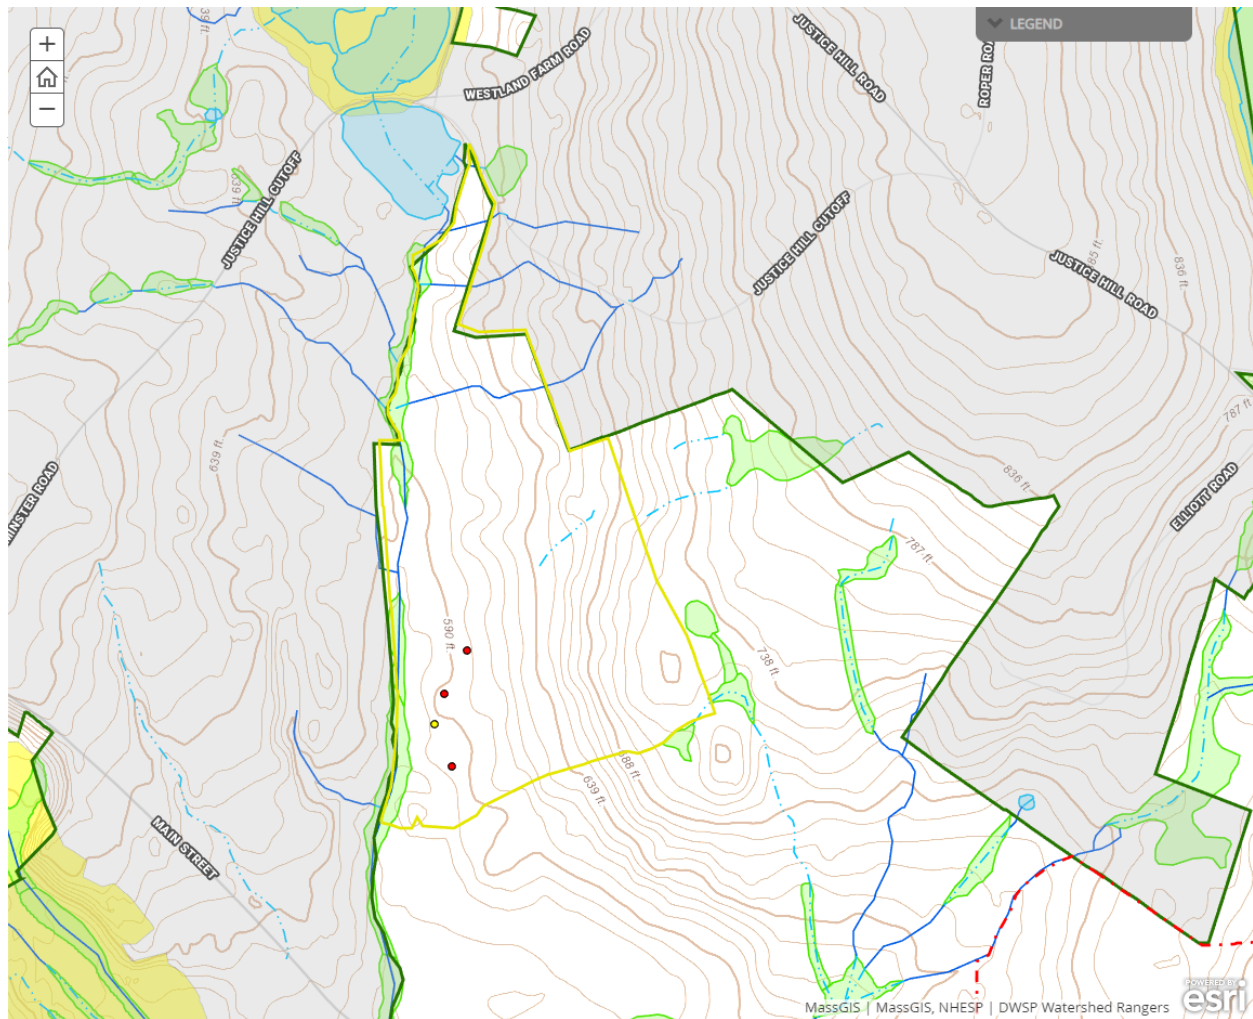 LEGEND
WESTLAND FARM ROAD
JUSTICE HILL ROAD
639 ft.
JUSTICE HILL CUTOFF
639 ft
JUSTICE HILL CUTOFF
JUSTICE HILL ROAD
836 ft.
787 ft
639 ft.
836 ft
ELLIOTT ROAD
MINSTER ROAD
787 ft
590 ft
738 ft.
688 ft
639 ft.
MAIN STREET
MassGIS | MassGIS, NHESP | DWSP Watershed Rangers
POWERED BY
esri